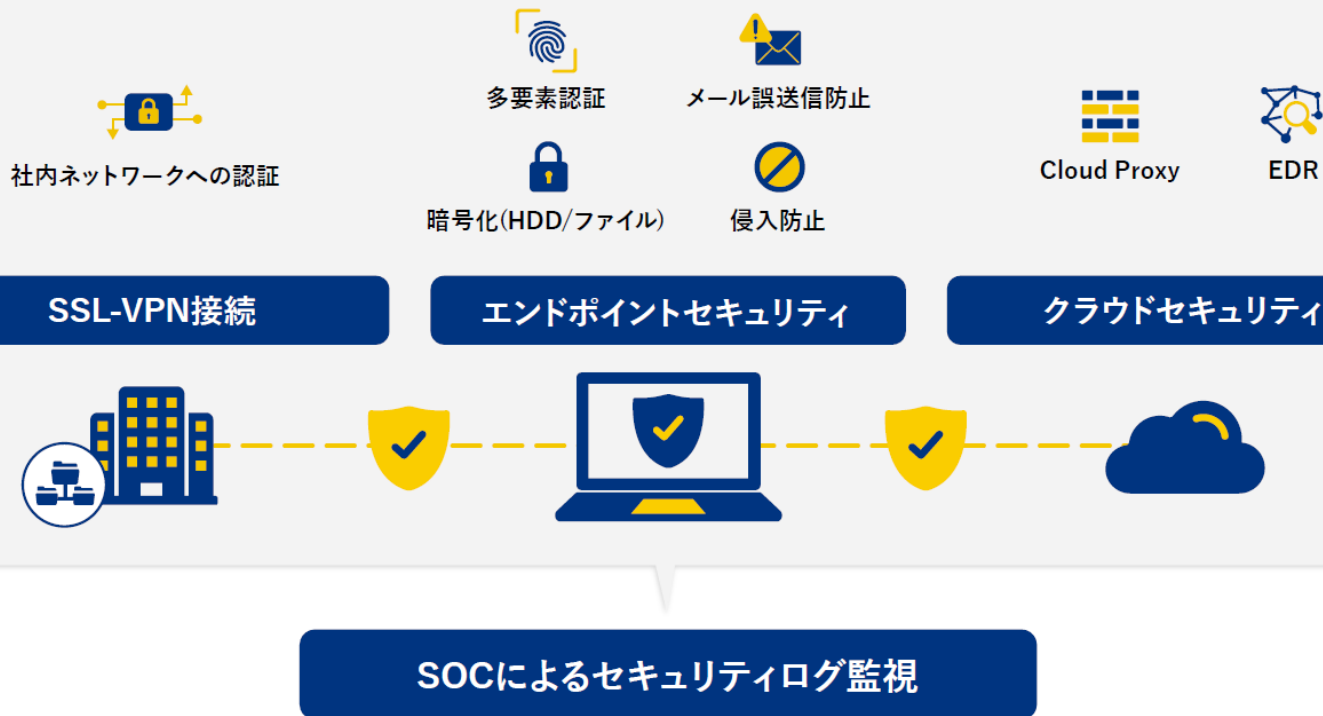 多要素認証
メール誤送信防止
社内ネットワークへの認証
Cloud Proxy
EDR
暗号化(HDD/ファイル)
侵入防止
SSL-VPN接続
エンドポイントセキュリティ
クラウドセキュリティ
SOCによるセキュリティログ監視